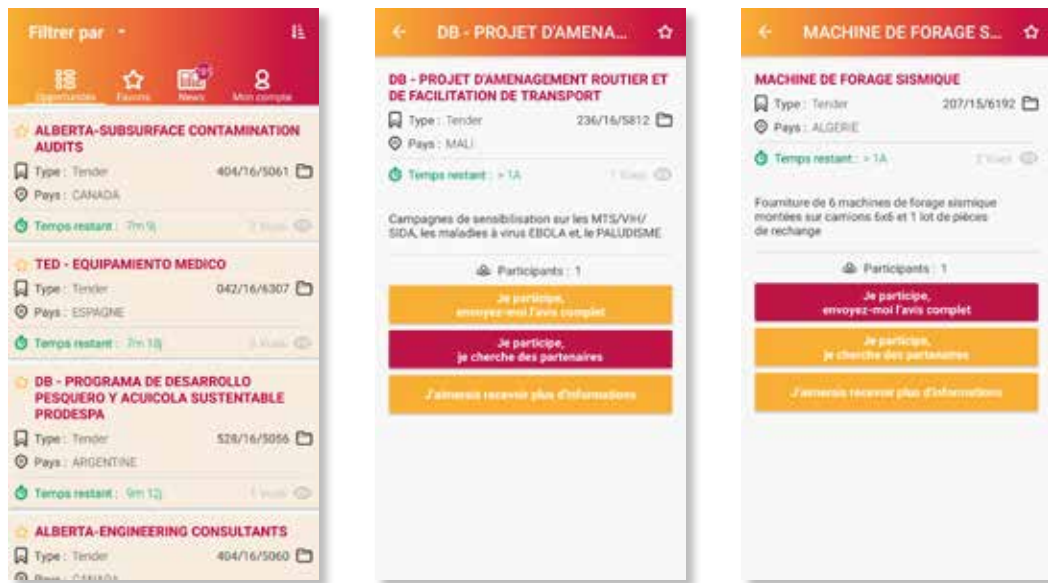 Filtrer par
Opportunités Favoris News Mon compte
ALBERTA-SUBSURFACE CONTAMINATION
AUDITS
Type : Tender 404/16/5061
Pays : CANADA
Temps restant : 7m 9j 2 Vues
TED - EQUIPAMIENTO MEDICO
Type : Tender 042/16/6307
Pays : ESPAGNE
Temps restant : 7m 18j Vues
DB - PROGRAMA DE DESARROLLO
PESQUERO Y ACUICOLA SUSTENTABLE
PRODESPA
Type : Tender 528/16/5056
Pays : ARGENTINE
Temps restant : 9m 12j Vues
ALBERTA-ENGINEERING CONSULTANTS
Type : Tender 404/16/5060
Pays : CANADA
DB - PROJET D'AMENA...
DB - PROJET D'AMENAGEMENT ROUTIER ET
DE FACILITATION DE TRANSPORT
Type : Tender 236/16/5812
Pays : MALI
Temps restant : > 1A 1 Vues
Campagnes de sensibilisation sur les MTS/VIH/
SIDA, les maladies à virus EBOLA et, le PALUDISME
Participants : 1
Je participe,
envoyez-moi l'avis complet
Je participe,
je cherche des partenaires
J'aimerais recevoir plus d'informations
MACHINE DE FORAGE S...
MACHINE DE FORAGE SISMIQUE
Type : Tender 207/15/6192
Pays : ALGERIE
Temps restant : > 1A Vues
Fourniture de 6 machines de forage sismique
montées sur camions 6x6 et 1 lot de pièces
de rechange
Participants : 1
Je participe,
envoyez-moi l'avis complet
Je participe,
je cherche des partenaires
J'aimerais recevoir plus d'informations